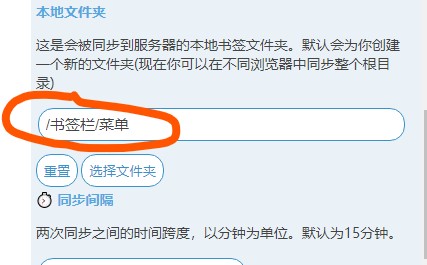 本地文件夹
这是会被同步到服务器的本地书签文件夹。默认会为你创建
一个新的文件夹(现在你可以在不同浏览器中同步整个根目
录)
/书签栏/菜单
重置 选择文件夹
同步间隔
两次同步之间的时间跨度，以分钟为单位。默认为15分钟。